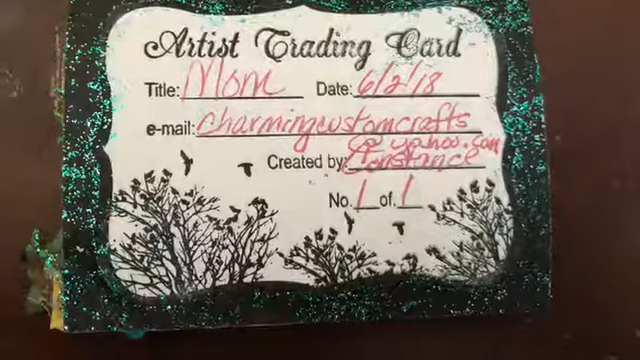 Artist Trading Card
Title: Mom Date: 6/2/18
e-mail: charmingcustomcrafts
@yahoo.com
Created by: Constance
No. 1 of. 1